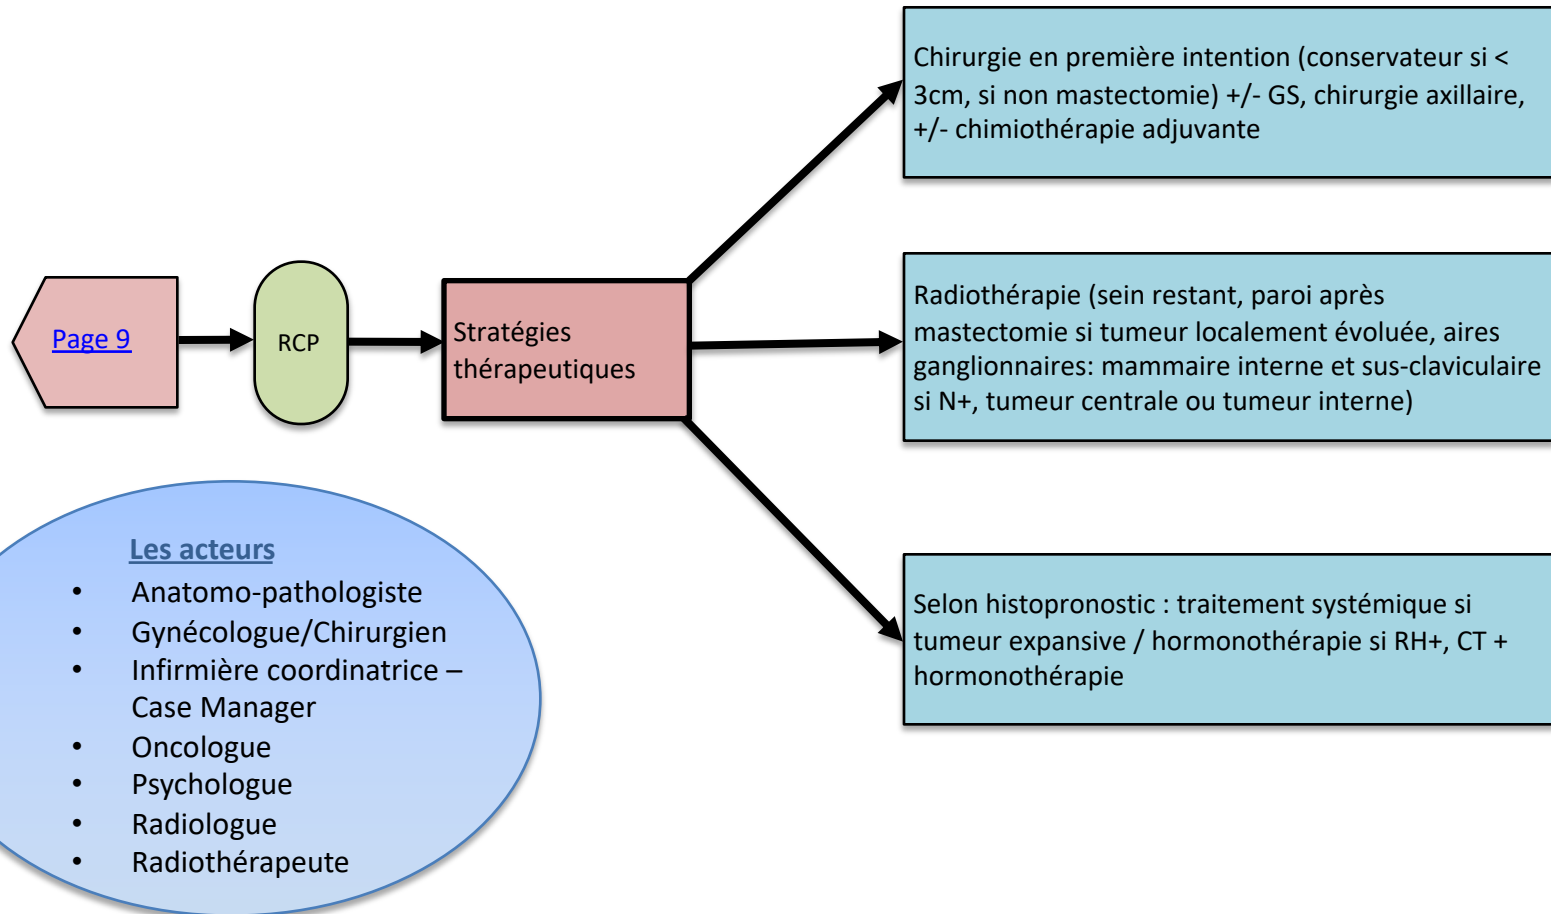 Chirurgie en première intention (conservateur si <
3cm, si non mastectomie) +/- GS, chirurgie axillaire,
+/- chimiothérapie adjuvante
Page 9
RCP
Stratégies
thérapeutiques
Radiothérapie (sein restant, paroi après
mastectomie si tumeur localement évoluée, aires
ganglionnaires: mammaire interne et sus-claviculaire
si N+, tumeur centrale ou tumeur interne)
Selon histopronostic : traitement systémique si
tumeur expansive / hormonothérapie si RH+, CT +
hormonothérapie
Les acteurs
• Anatomo-pathologiste
• Gynécologue/Chirurgien
• Infirmière coordinatrice –
Case Manager
• Oncologue
• Psychologue
• Radiologue
• Radiothérapeute